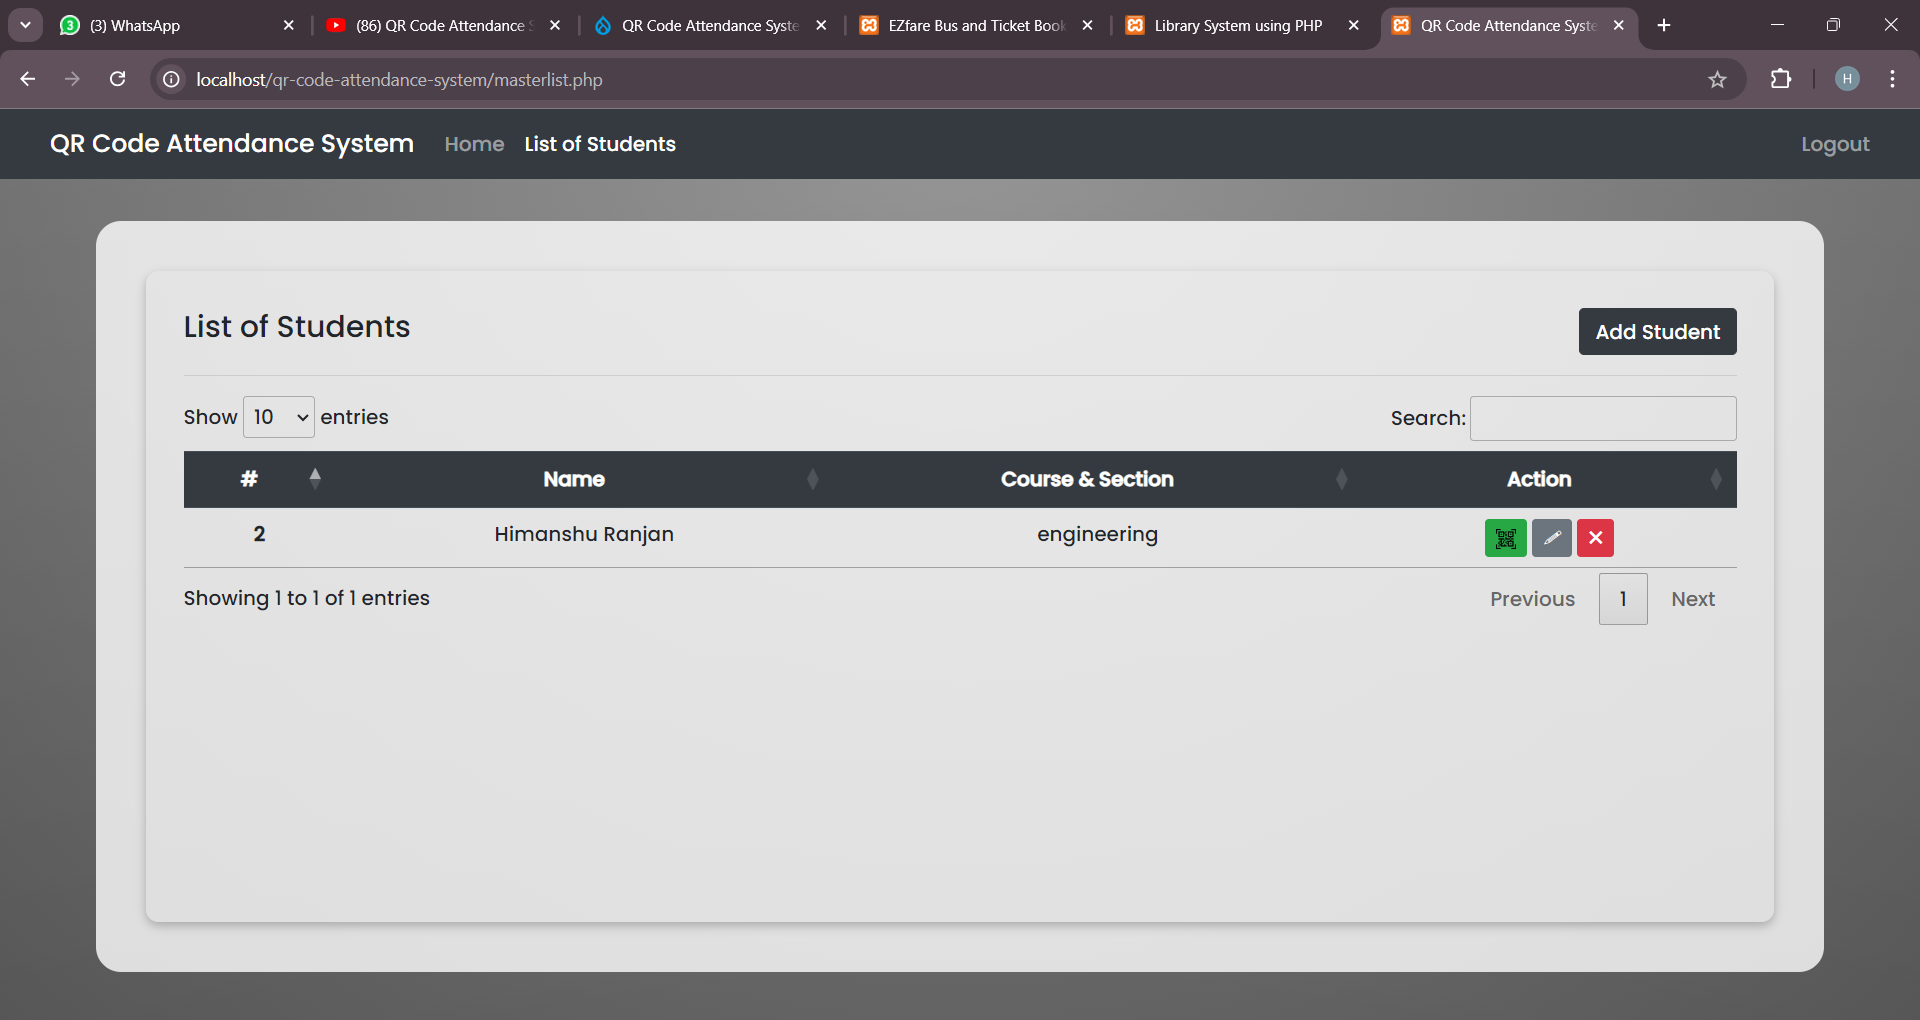 (3) WhatsApp
(86) QR Code Attendance
QR Code Attendance Syste
EZfare Bus and Ticket Book
Library System using PHP
QR Code Attendance Syste
localhost/qr-code-attendance-system/masterlist.php
H
QR Code Attendance System Home List of Students Logout
List of Students
Add Student
Show 10 entries
Search:
# Name Course & Section Action
2 Himanshu Ranjan engineering
Showing 1 to 1 of 1 entries
Previous 1 Next